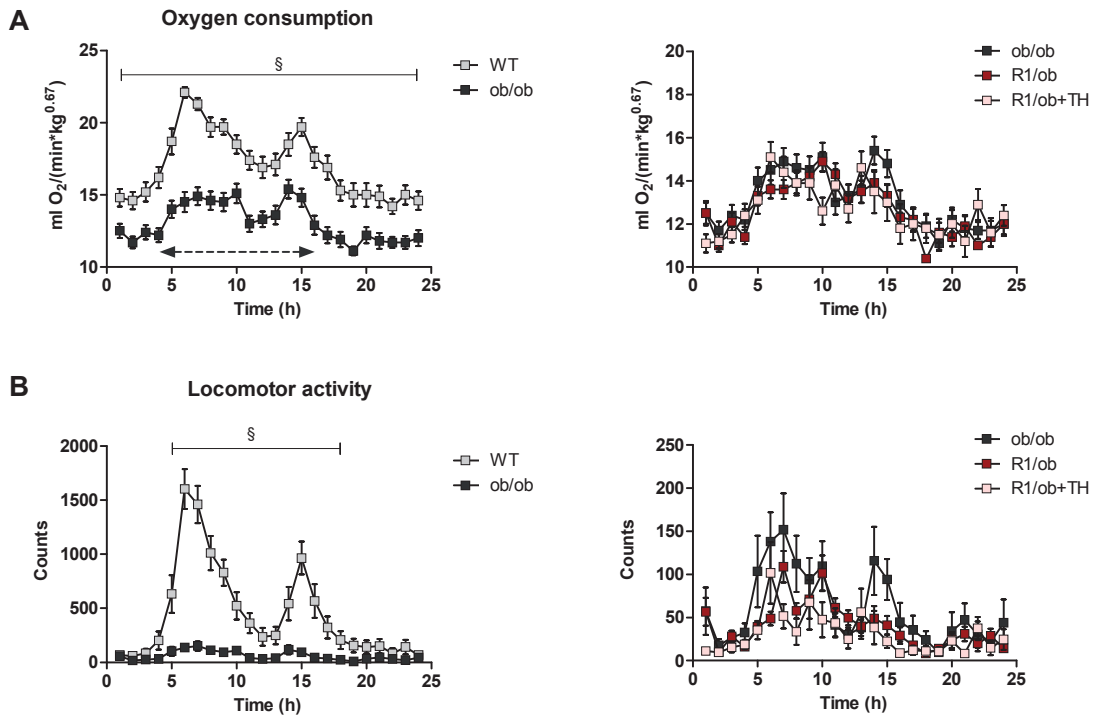 A
Oxygen consumption
ml O2/(min*kg0.67)
25
20
15
10
§
WT
ob/ob
0 5 10 15 20 25
Time (h)
ml O2/(min*kg0.67)
20
18
16
14
12
10
ob/ob
R1/ob
R1/ob+TH
0 5 10 15 20 25
Time (h)
B
Locomotor activity
Counts
2000
1500
1000
500
0
§
WT
ob/ob
0 5 10 15 20 25
Time (h)
Counts
250
200
150
100
50
0
ob/ob
R1/ob
R1/ob+TH
0 5 10 15 20 25
Time (h)